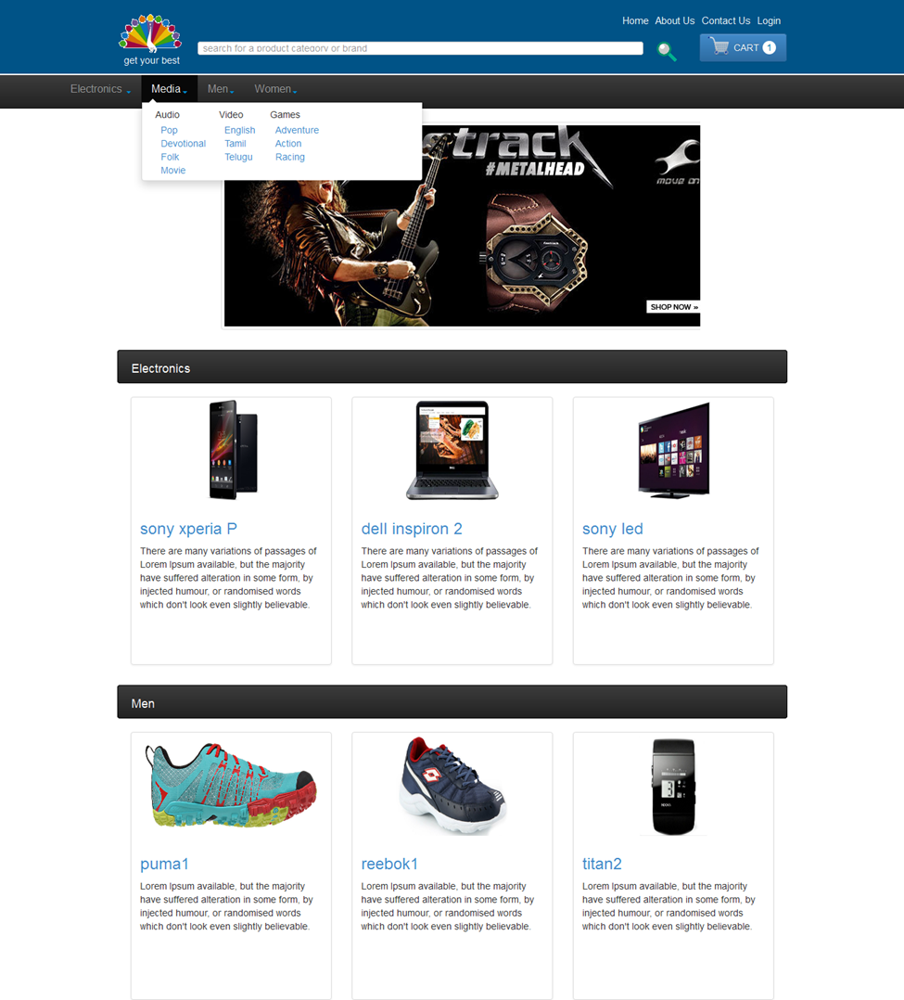 Home About Us Contact Us Login
search for a product category or brand
CART 1
get your best
Electronics Media Men Women
Audio Video Games
Pop English Adventure
Devotional Tamil Action
Folk Telugu Racing
Movie
strack
#METALHEAD
MOVE ON
SHOP NOW »
Electronics
sony xperia P
There are many variations of passages of
Lorem Ipsum available, but the majority
have suffered alteration in some form, by
injected humour, or randomised words
which don't look even slightly believable.
dell inspiron 2
There are many variations of passages of
Lorem Ipsum available, but the majority
have suffered alteration in some form, by
injected humour, or randomised words
which don't look even slightly believable.
sony led
There are many variations of passages of
Lorem Ipsum available, but the majority
have suffered alteration in some form, by
injected humour, or randomised words
which don't look even slightly believable.
Men
puma1
Lorem Ipsum available, but the majority
have suffered alteration in some form, by
injected humour, or randomised words
which don't look even slightly believable.
reebok1
Lorem Ipsum available, but the majority
have suffered alteration in some form, by
injected humour, or randomised words
which don't look even slightly believable.
titan2
Lorem Ipsum available, but the majority
have suffered alteration in some form, by
injected humour, or randomised words
which don't look even slightly believable.